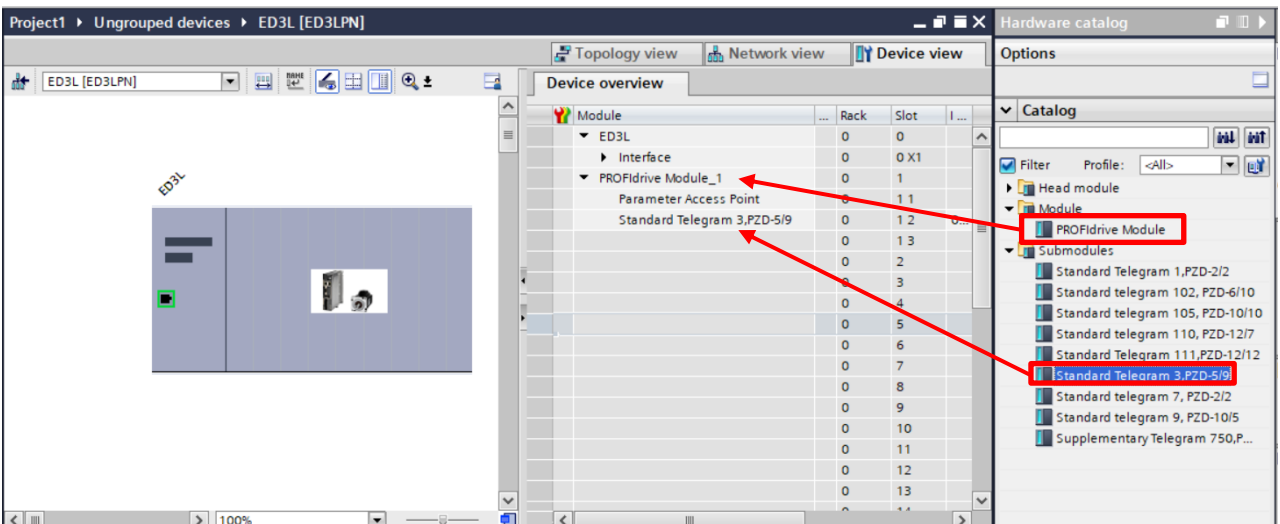 Project1 ▸ Ungrouped devices ▸ ED3L [ED3LPN]
Hardware catalog
Topology view Network view Device view
Options
ED3L [ED3LPN]
Device overview
Catalog
Module ... Rack Slot I ...
ED3L 0 0
Interface 0 0 X1
PROFIdrive Module_1 0 1
Parameter Access Point 0 1 1
Standard Telegram 3,PZD-5/9 0 1 2 0...
0 1 3
0 2
0 3
0 4
0 5
0 6
0 7
0 8
0 9
0 10
0 11
0 12
0 13
ED3L
100%
Filter Profile: <All>
Head module
Module
PROFIdrive Module
Submodules
Standard Telegram 1,PZD-2/2
Standard telegram 102, PZD-6/10
Standard telegram 105, PZD-10/10
Standard telegram 110, PZD-12/7
Standard Telegram 111,PZD-12/12
Standard Telegram 3,PZD-5/9
Standard telegram 7, PZD-2/2
Standard telegram 9, PZD-10/5
Supplementary Telegram 750,P...